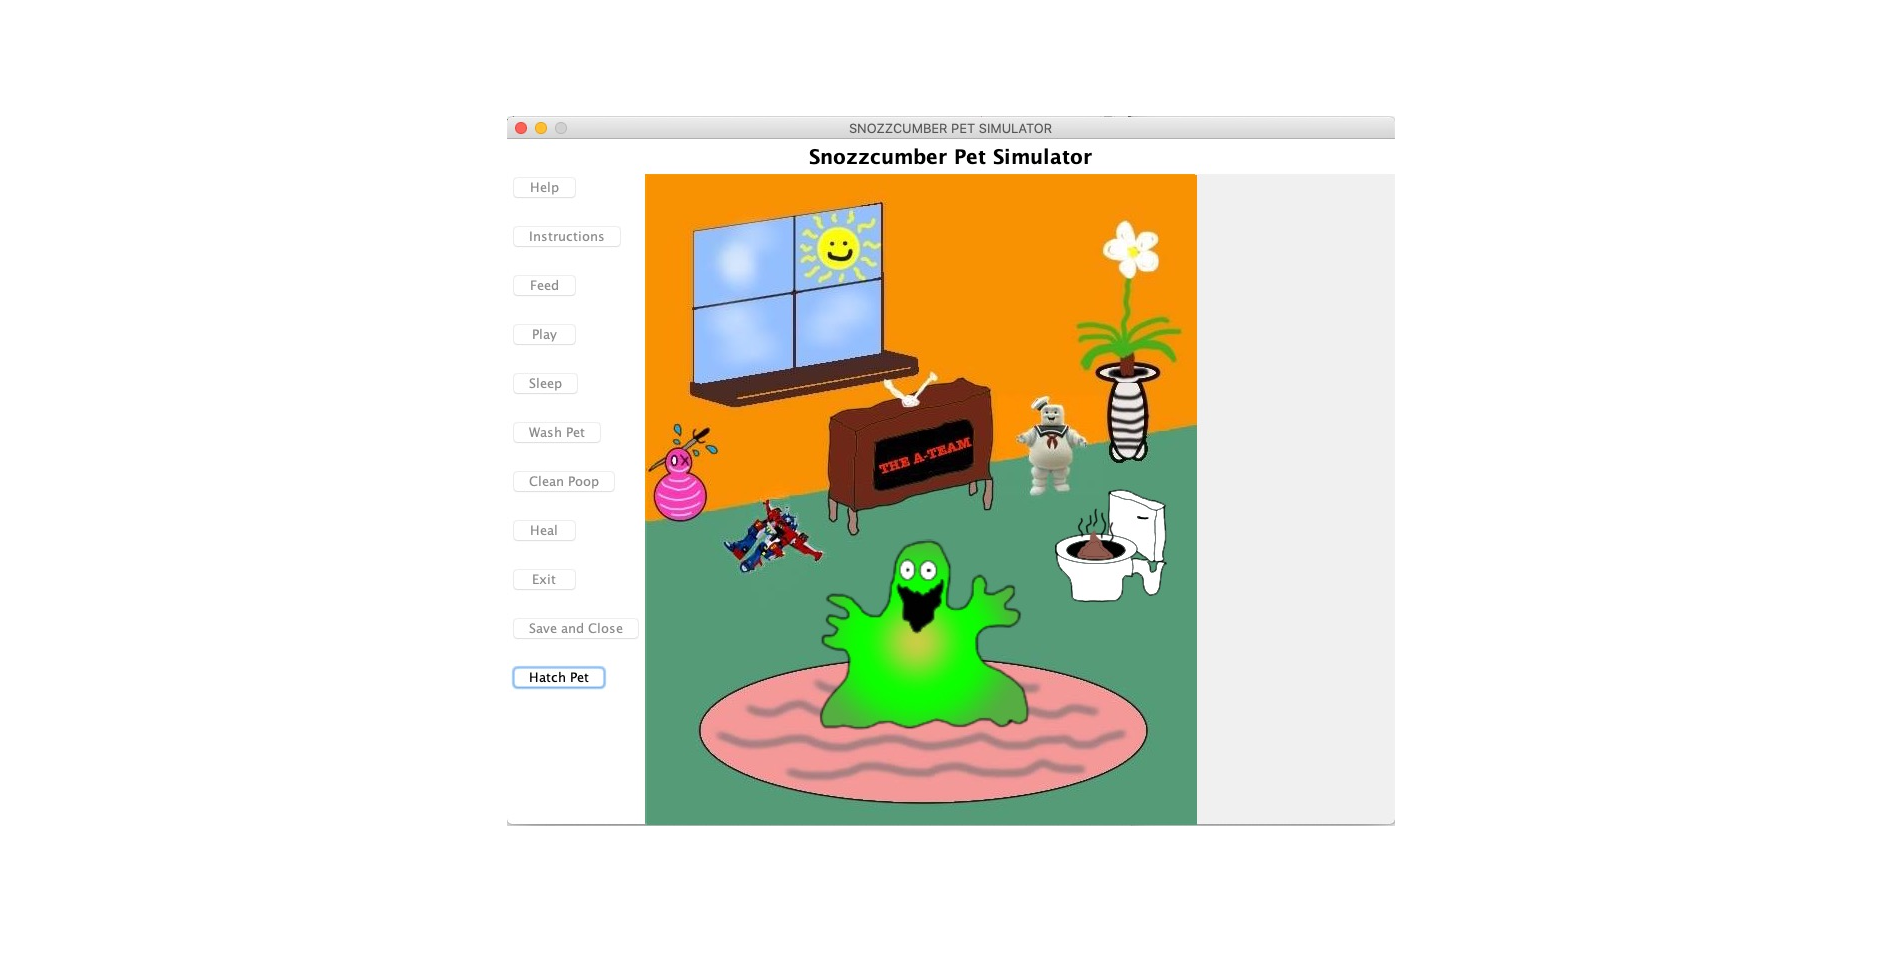 SNOZZCUMBER PET SIMULATOR
Snozzcumber Pet Simulator
Help
Instructions
Feed
Play
Sleep
Wash Pet
Clean Poop
Heal
Exit
Save and Close
Hatch Pet
THE A-TEAM